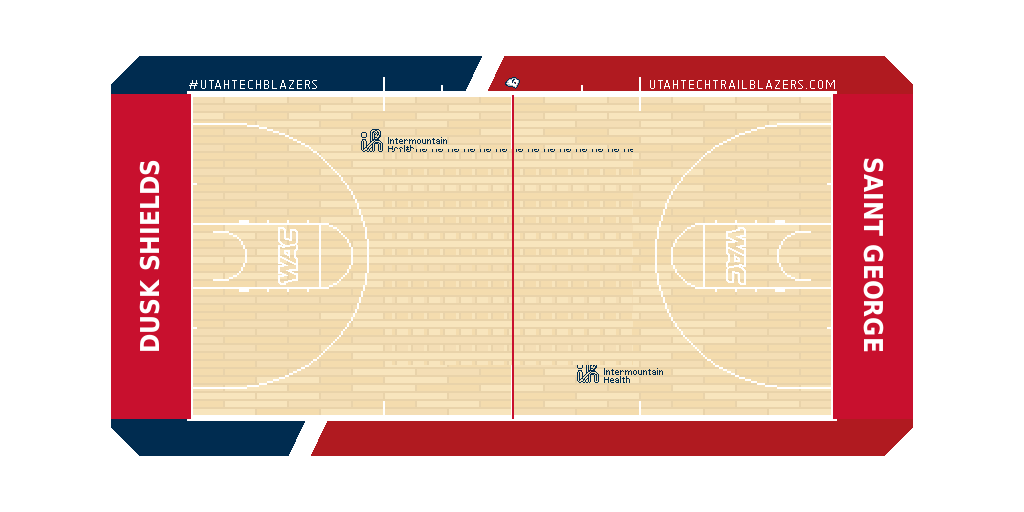 #UTAHTECHBLAZERS
UTAHTECHTRAILBLAZERS.COM
Intermountain
DUSK SHIELDS
WAC
WAC
SAINT GEORGE
Intermountain
Health